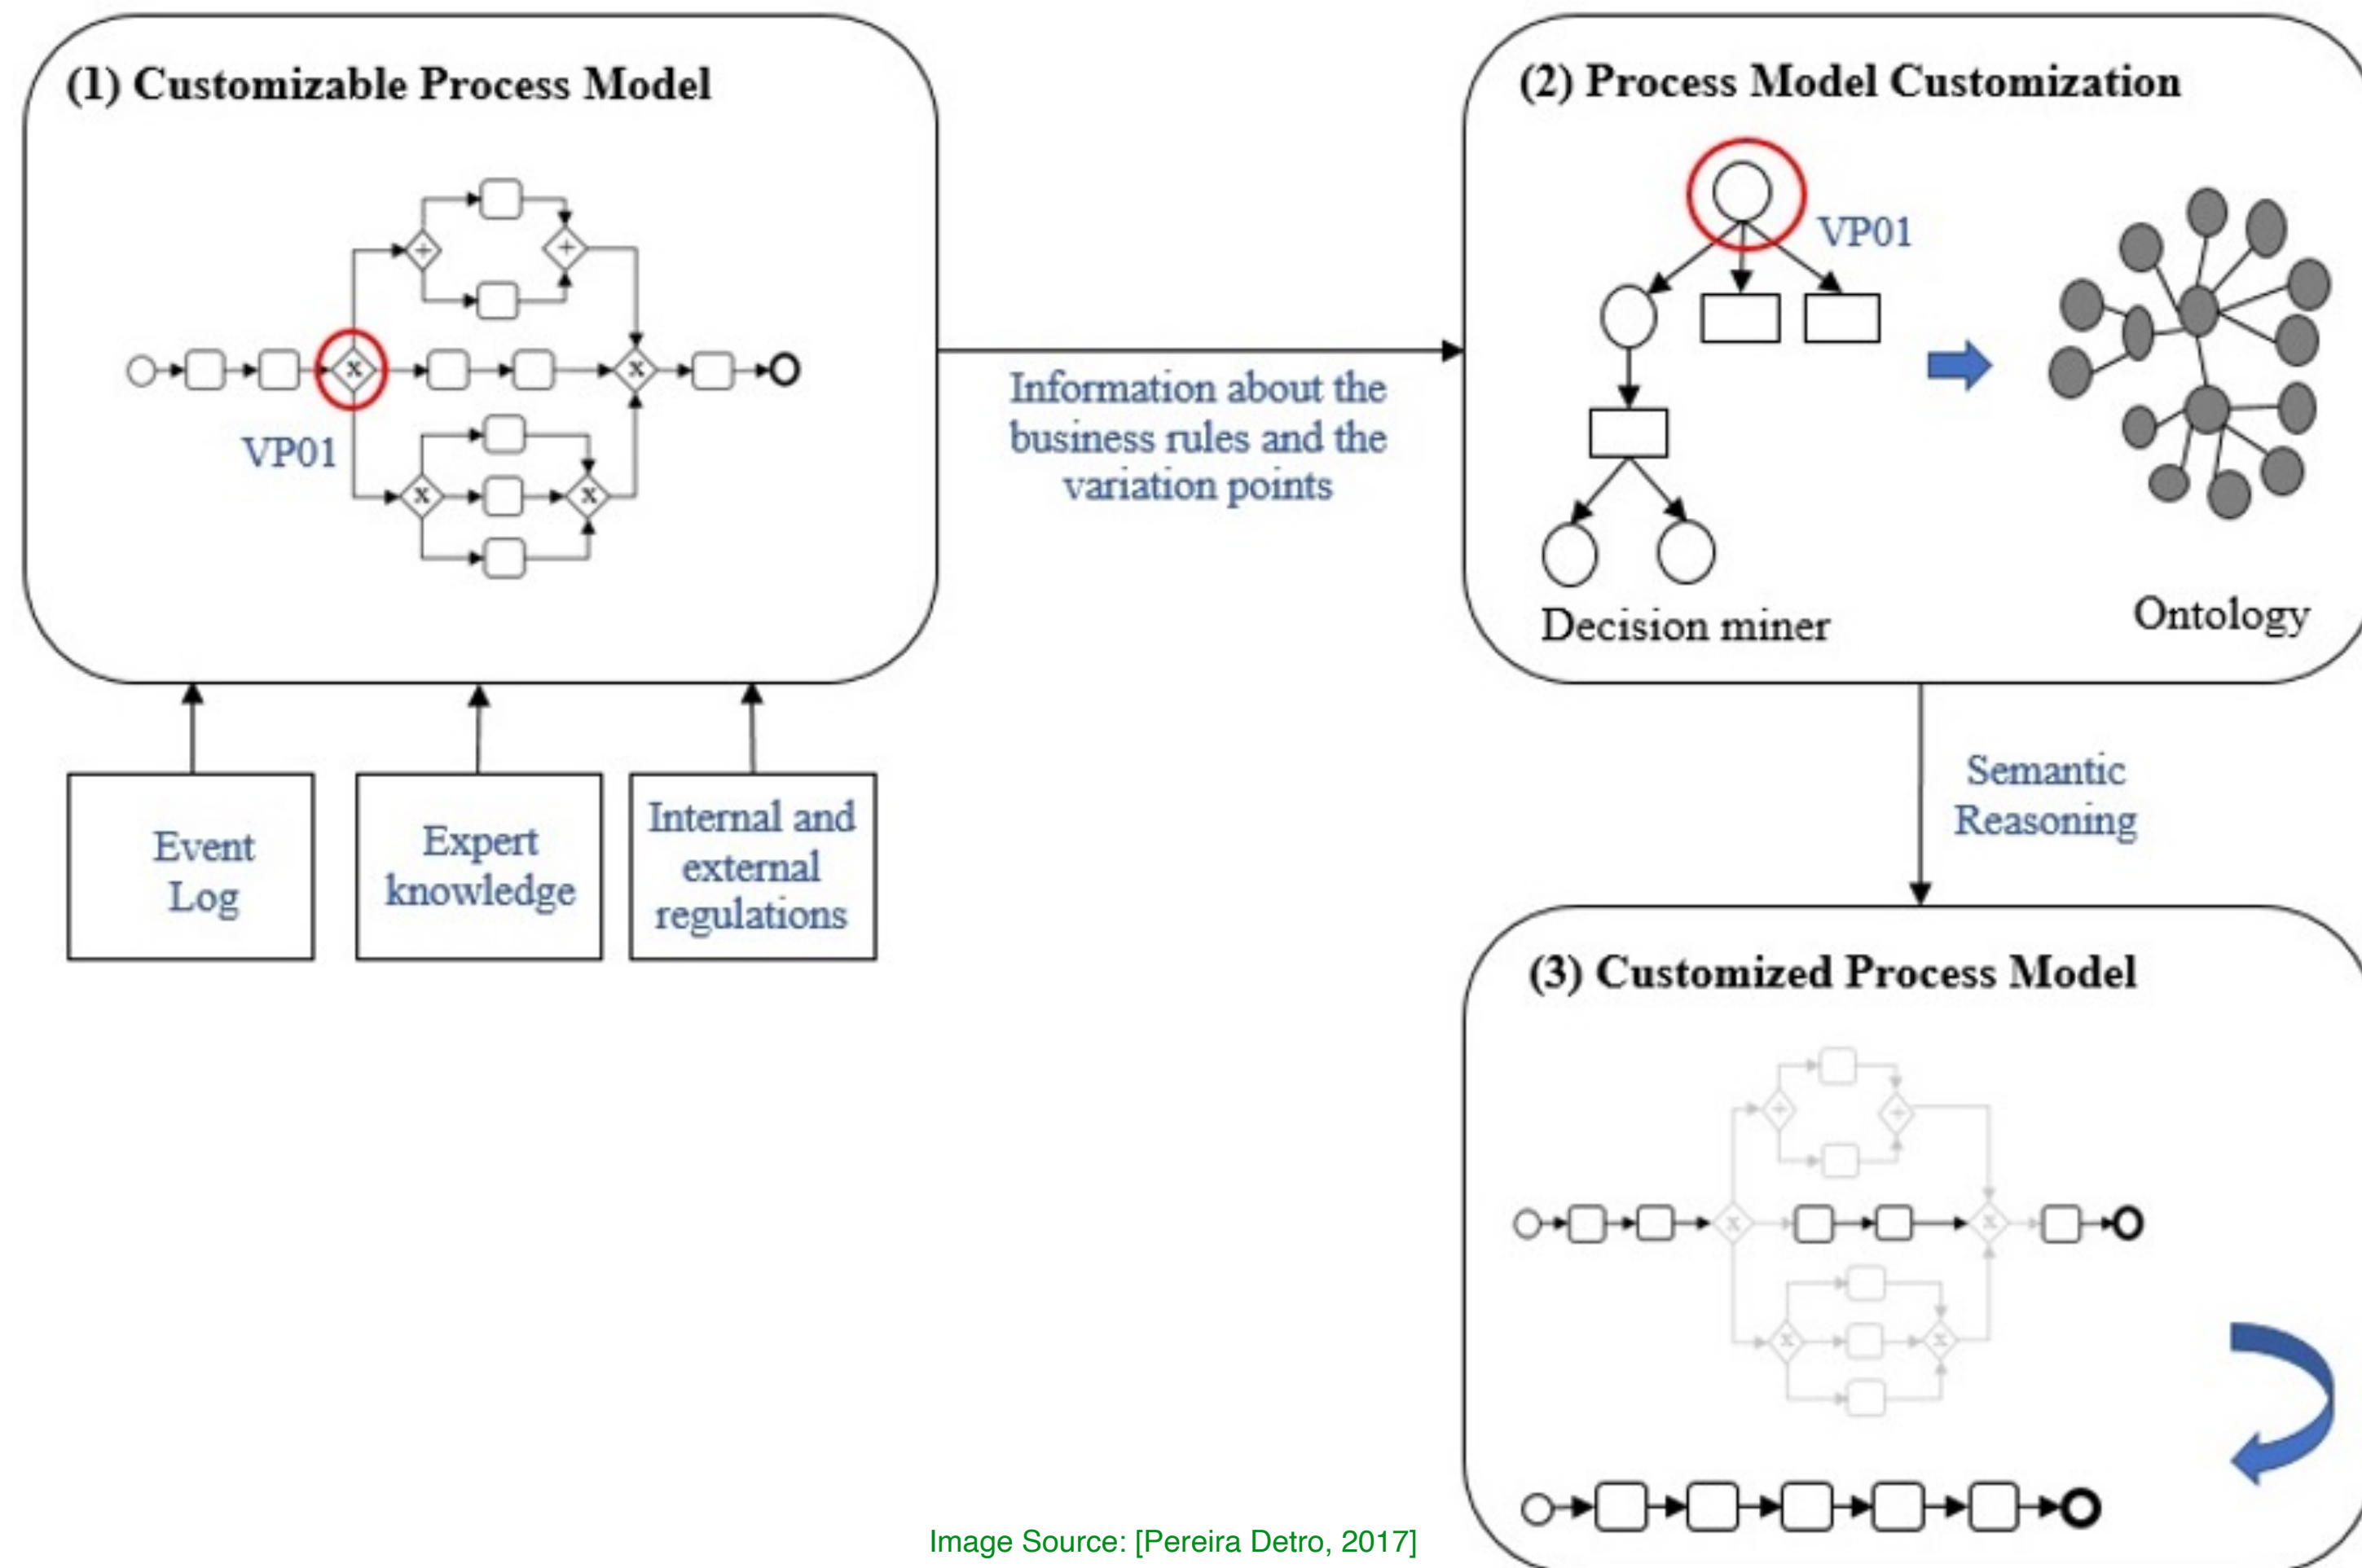 (1) Customizable Process Model
+
+
x
x
VP01
x
x
Information about the
business rules and the
variation points
(2) Process Model Customization
VP01
Decision miner
Ontology
Event
Log
Expert
knowledge
Internal and
external
regulations
Semantic
Reasoning
(3) Customized Process Model
+
+
x
x
x
x
Image Source: [Pereira Detro, 2017]